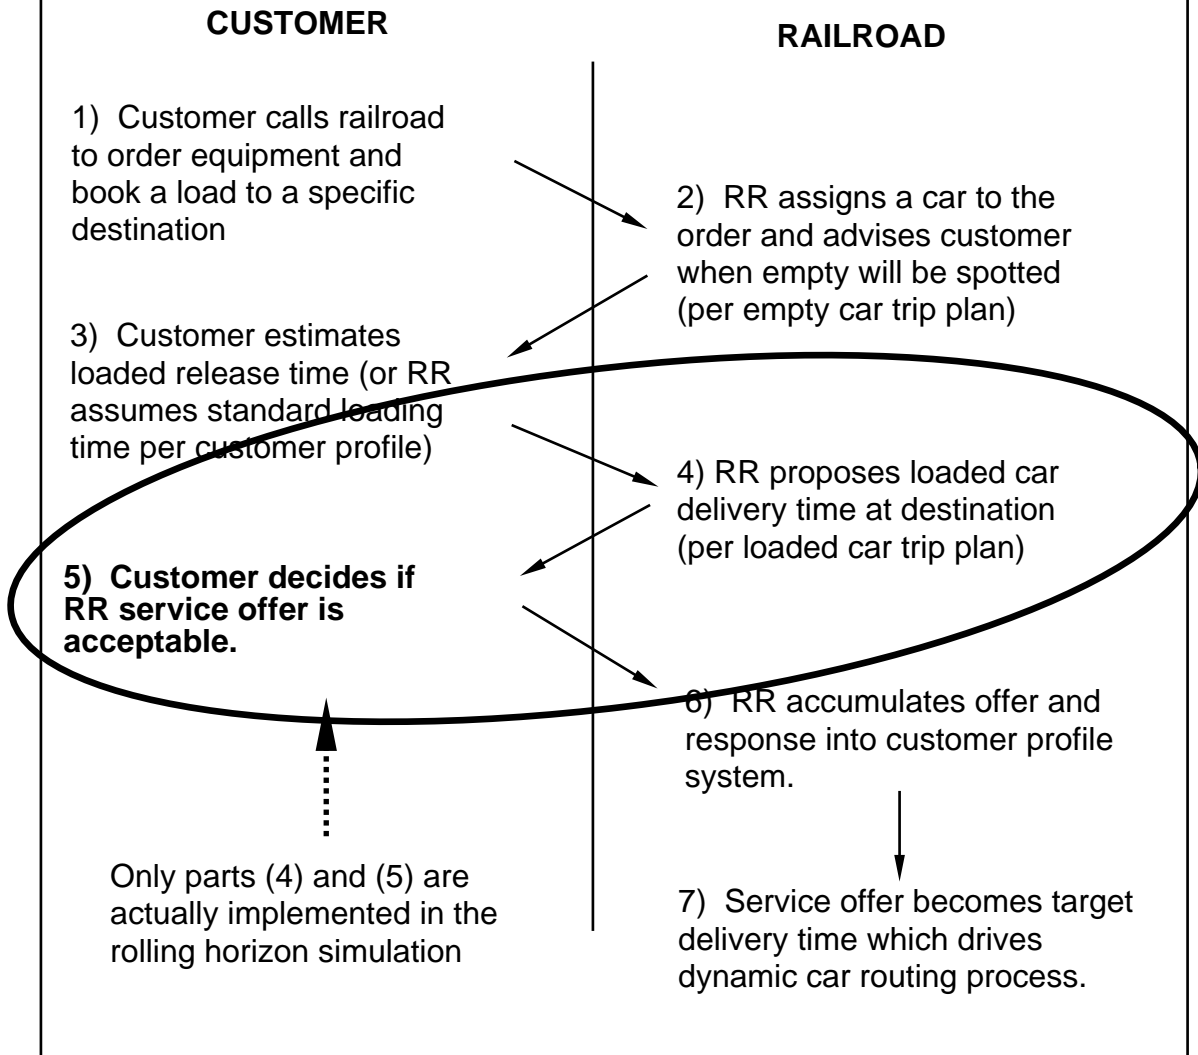 CUSTOMER
RAILROAD
1) Customer calls railroad
to order equipment and
book a load to a specific
destination
2) RR assigns a car to the
order and advises customer
when empty will be spotted
(per empty car trip plan)
3) Customer estimates
loaded release time (or RR
assumes standard loading
time per customer profile)
4) RR proposes loaded car
delivery time at destination
(per loaded car trip plan)
5) Customer decides if
RR service offer is
acceptable.
6) RR accumulates offer and
response into customer profile
system.
Only parts (4) and (5) are
actually implemented in the
rolling horizon simulation
7) Service offer becomes target
delivery time which drives
dynamic car routing process.